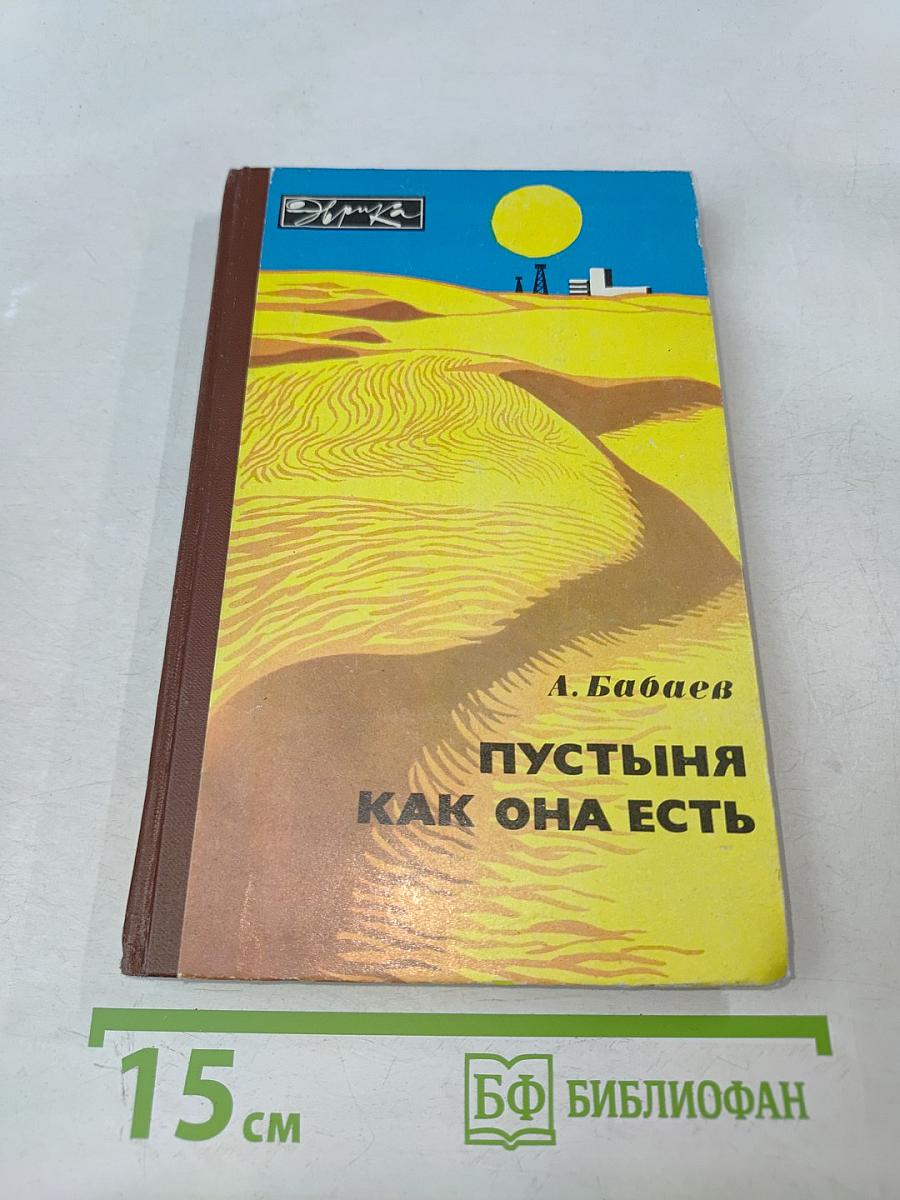 Эврика
А. Бабаев
ПУСТЫНЯ
КАК ОНА ЕСТЬ
15 см
БФ БИБЛИОФАН